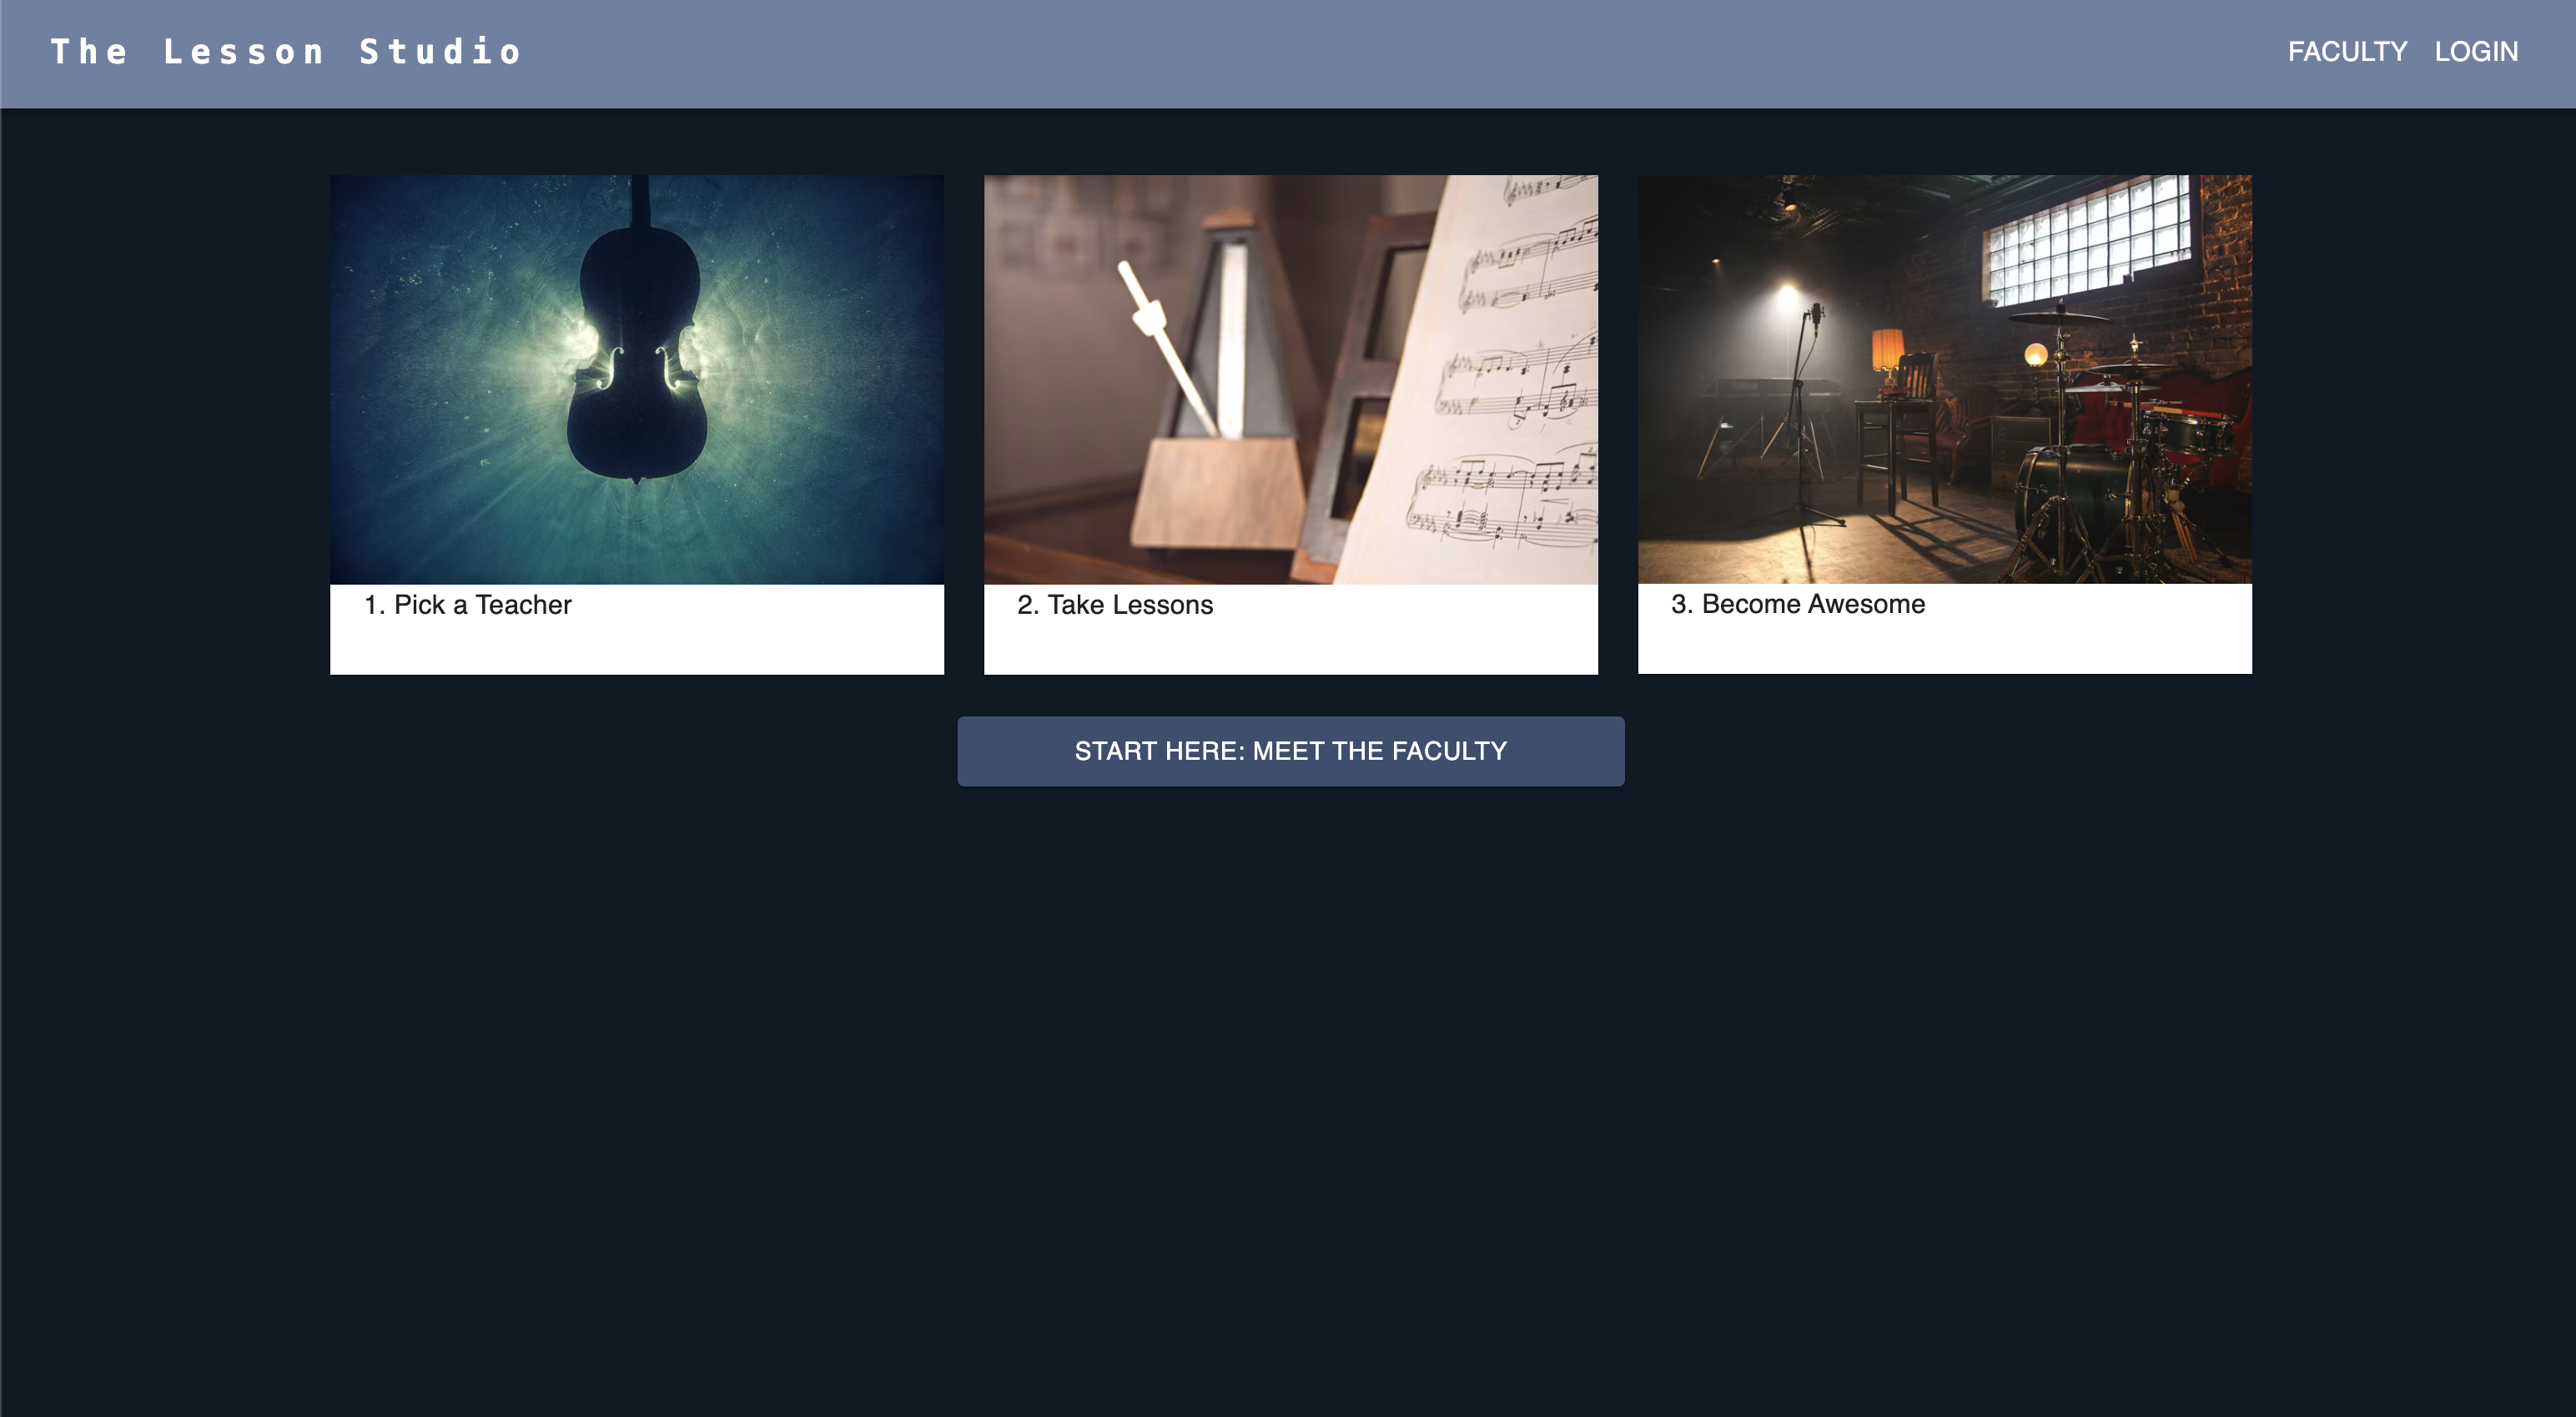 The Lesson Studio
FACULTY LOGIN
1. Pick a Teacher
2. Take Lessons
3. Become Awesome
START HERE: MEET THE FACULTY